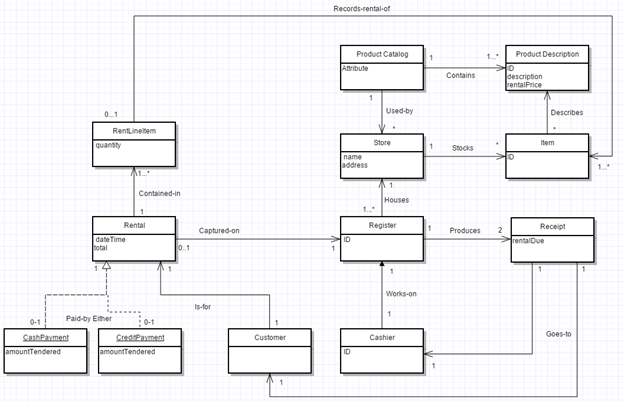 Records-rental-of
Product Catalog
Attribute
1
1...*
Contains
Product Description
ID
description
rentalPrice
1
Used-by
*
Describes
*
0...1
RentLineItem
quantity
Store
name
address
1
Stocks
*
Item
ID
1...*
1...*
Contained-in
1
1
Houses
1...*
Rental
dateTime
total
Captured-on
0..1
1
Register
ID
1
Produces
2
Receipt
rentalDue
1
1
1
1
1
1
Is-for
Works-on
Paid-by Either
0-1
0-1
1
1
Goes-to
CashPayment
amountTendered
CreditPayment
amountTendered
Customer
Cashier
ID
1
1